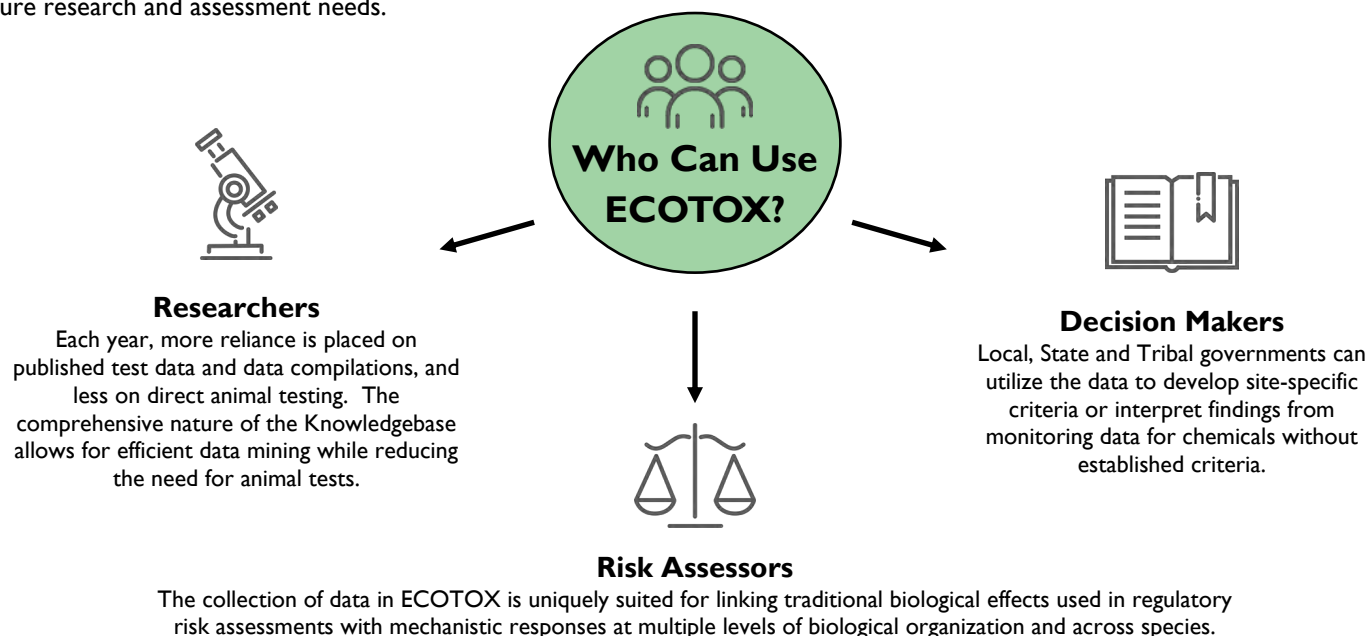 ure research and assessment needs.
Who Can Use
ECOTOX?
Researchers
Each year, more reliance is placed on
published test data and data compilations, and
less on direct animal testing.  The
comprehensive nature of the Knowledgebase
allows for efficient data mining while reducing
the need for animal tests.
Decision Makers
Local, State and Tribal governments can
utilize the data to develop site-specific
criteria or interpret findings from
monitoring data for chemicals without
established criteria.
Risk Assessors
The collection of data in ECOTOX is uniquely suited for linking traditional biological effects used in regulatory
risk assessments with mechanistic responses at multiple levels of biological organization and across species.